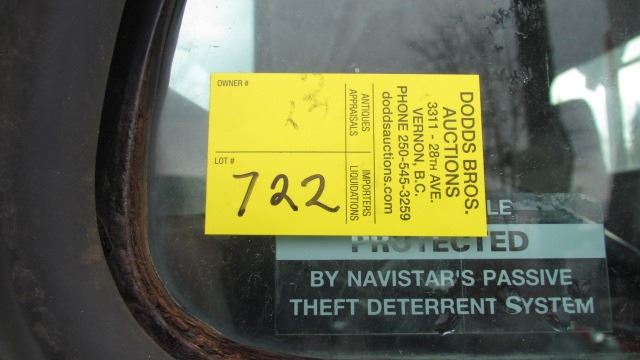 OWNER #
LOT #
722
ANTIQUES IMPORTERS
APPRAISALS LIQUIDATIONS
DODDS BROS.
AUCTIONS
3311 - 28TH AVE.
VERNON, B.C.
PHONE 250-545-3259
doddsauctions.com
PROTECTED
BY NAVISTAR'S PASSIVE
THEFT DETERRENT SYSTEM